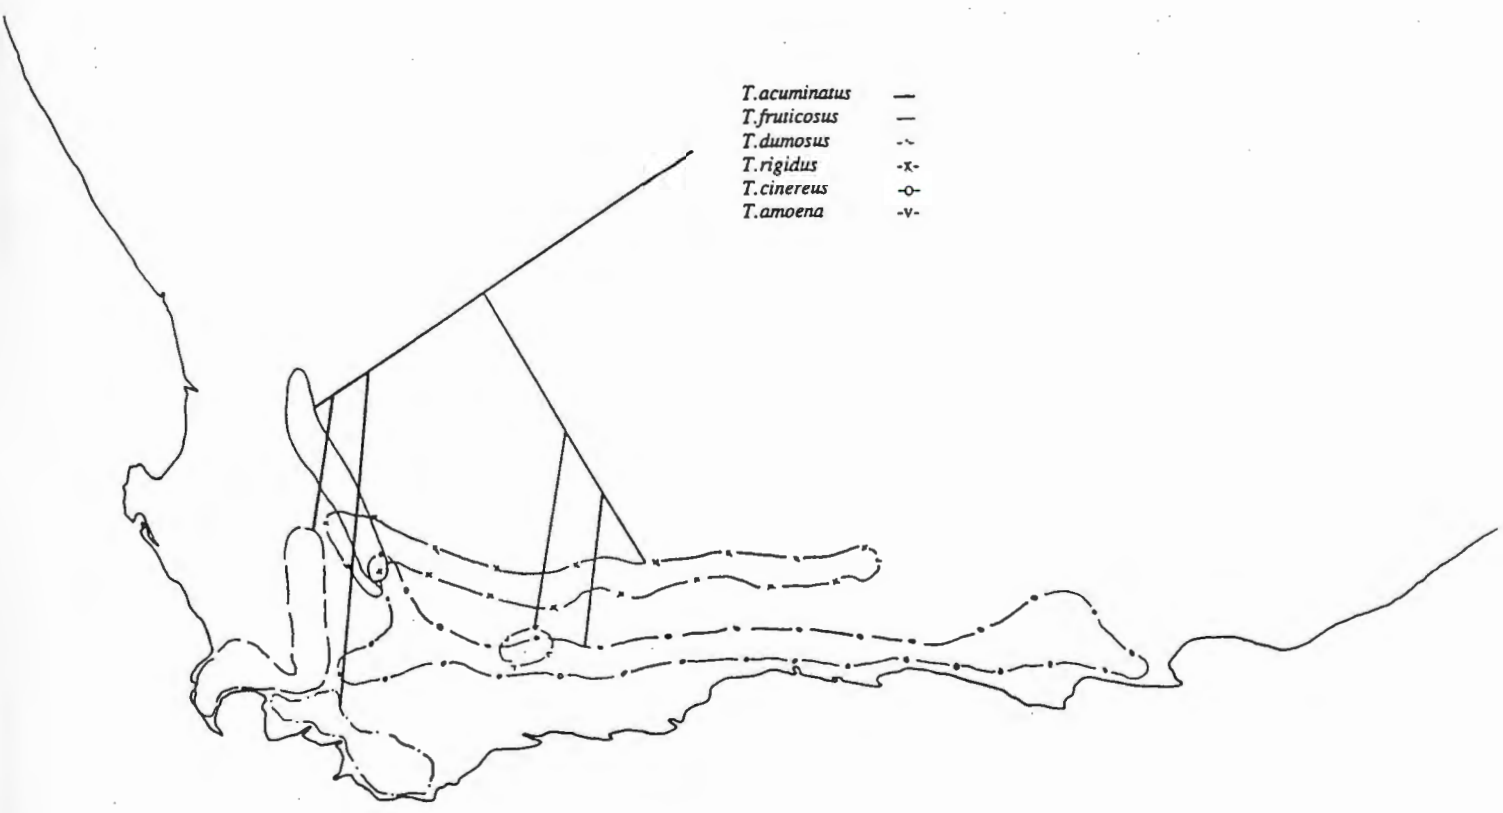 T.acuminatus —
T.fruticosus —
T.dumosus -·-
T.rigidus -x-
T.cinereus -o-
T.amoena -v-